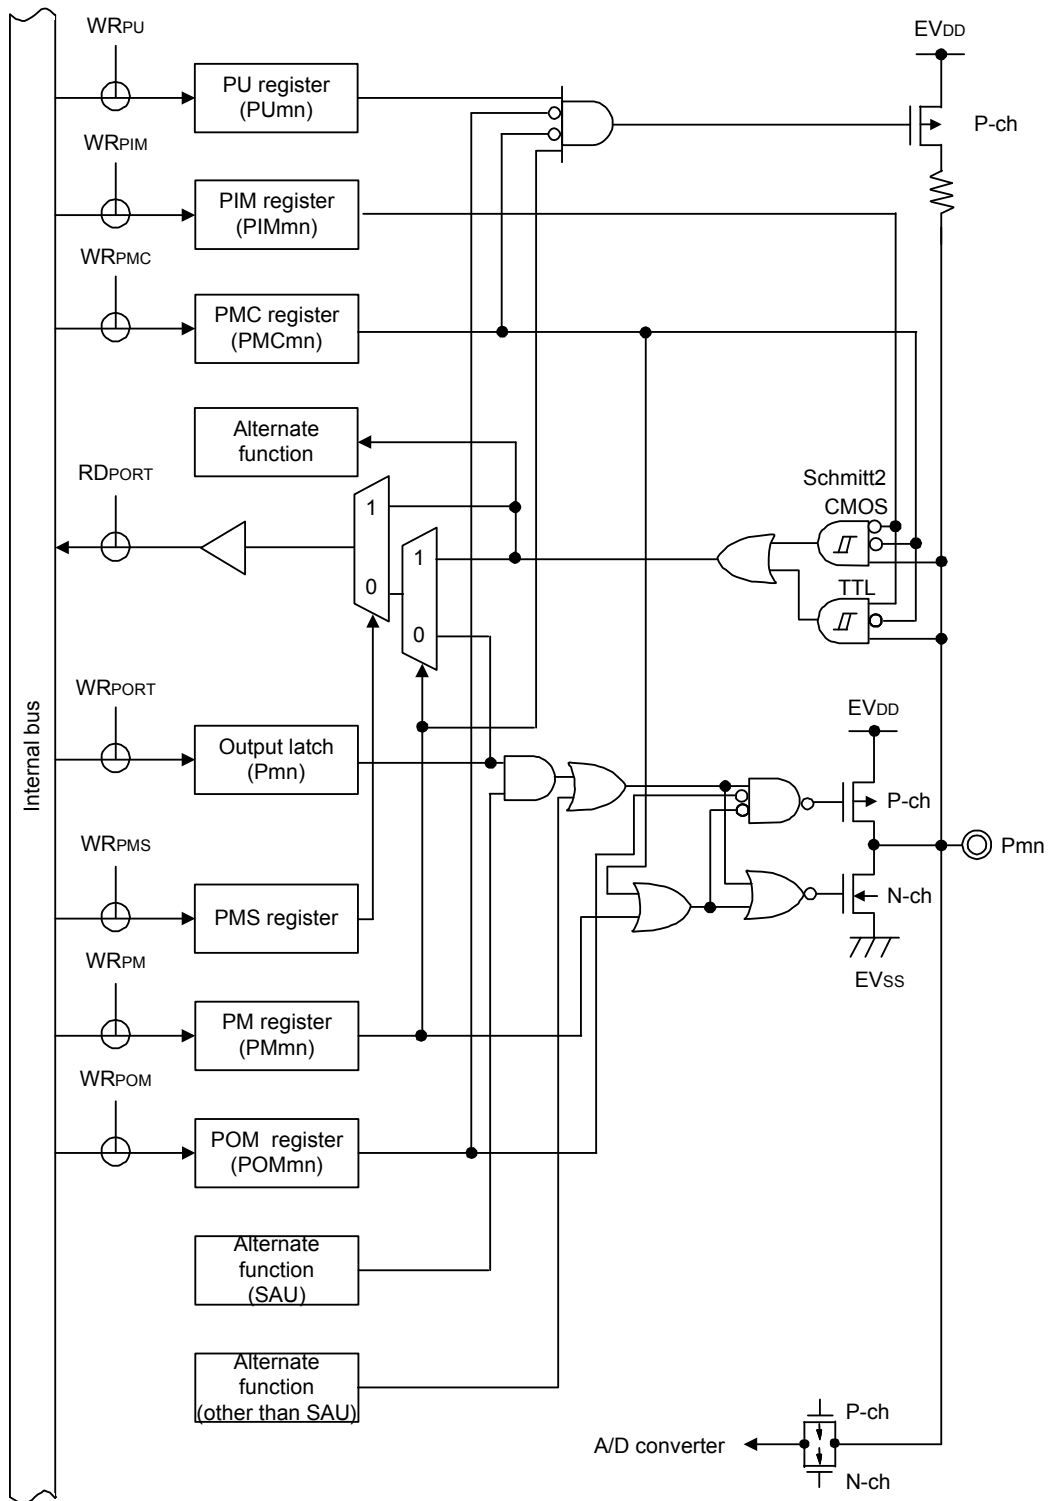 WRPU
EVDD
PU register
(PUmn)
P-ch
WRPIM
PIM register
(PIMmn)
WRPMC
PMC register
(PMCmn)
Alternate
function
RDPORT
Schmitt2
CMOS
1
1
TTL
0
0
WRPORT
EVDD
Internal bus
Output latch
(Pmn)
P-ch
Pmn
WRPMS
PMS register
N-ch
WRPM
EVSS
PM register
(PMmn)
WRPOM
POM register
(POMmn)
Alternate
function
(SAU)
Alternate
function
(other than SAU)
P-ch
A/D converter
N-ch